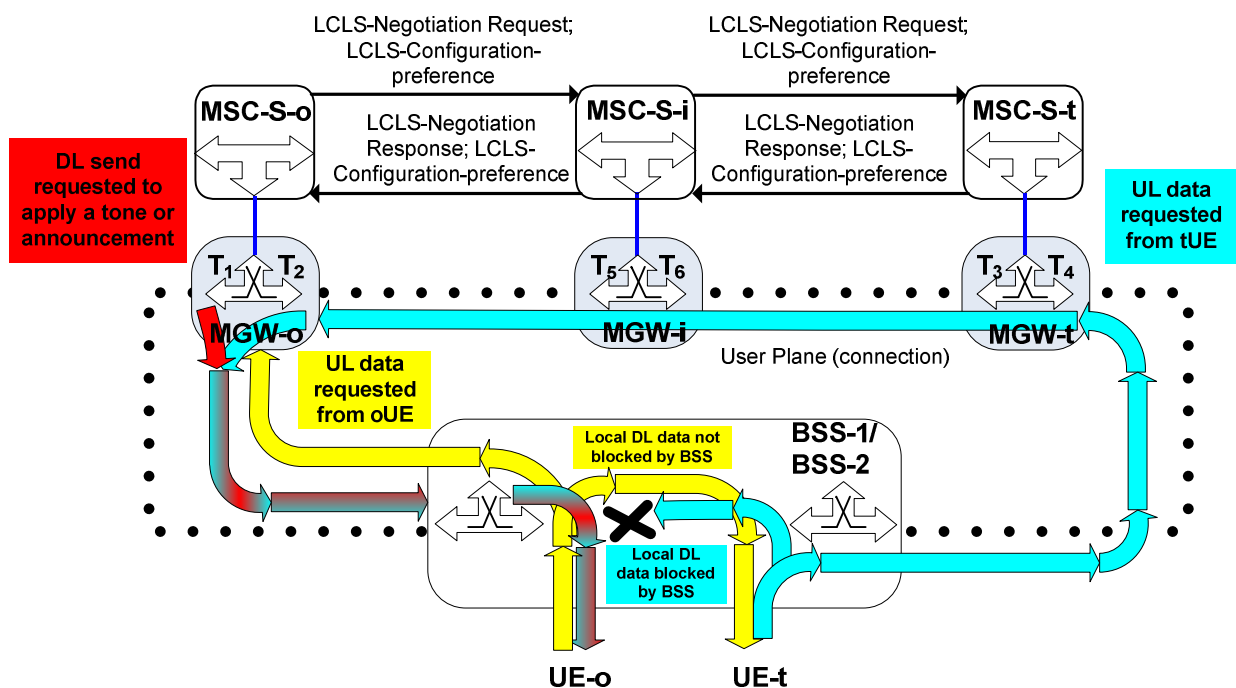 LCLS-Negotiation Request;
LCLS-Configuration-
preference
LCLS-Negotiation Request;
LCLS-Configuration-
preference
MSC-S-o
MSC-S-i
MSC-S-t
LCLS-Negotiation
Response; LCLS-
Configuration-preference
LCLS-Negotiation
Response; LCLS-
Configuration-preference
DL send
requested to
apply a tone or
announcement
UL data
requested
from tUE
T1 T2
T5 T6
T3 T4
MGW-o
MGW-i
MGW-t
User Plane (connection)
UL data
requested
from oUE
Local DL data not
blocked by BSS
BSS-1/
BSS-2
Local DL
data blocked
by BSS
UE-o
UE-t